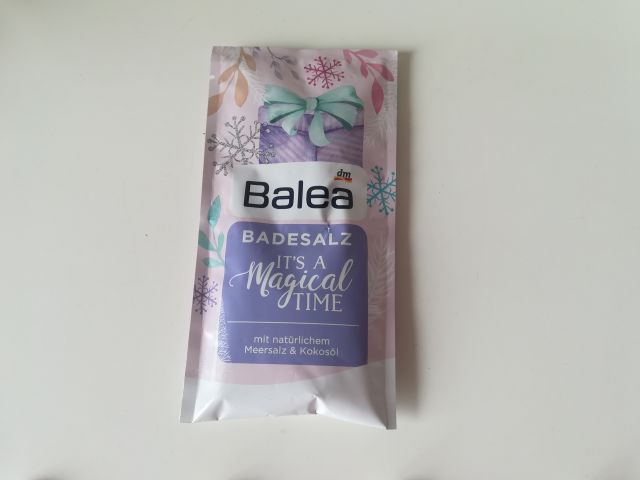 dm
Balea
BADESALZ
IT'S A
Magical
TIME
mit natürlichem
Meersalz & Kokosöl